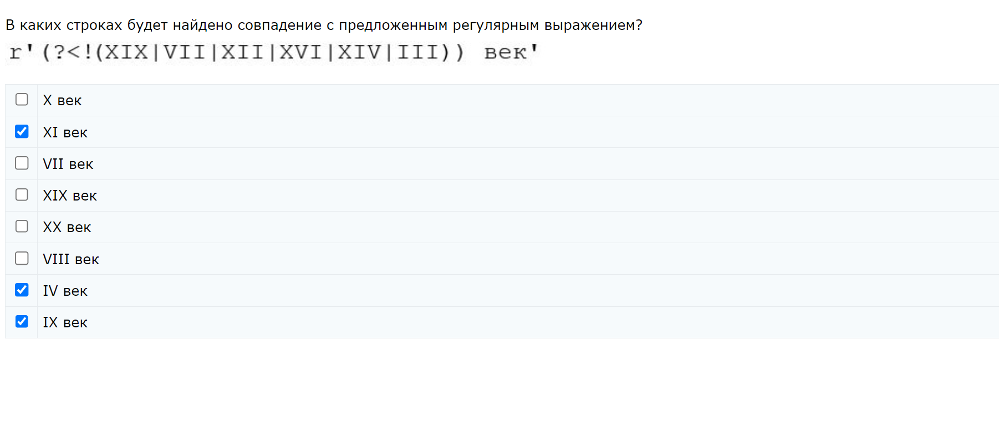 В каких строках будет найдено совпадение с предложенным регулярным выражением?
r'(?<!(XIX|VII|XII|XVI|XIV|III)) век'
X век
XI век
VII век
XIX век
XX век
VIII век
IV век
IX век